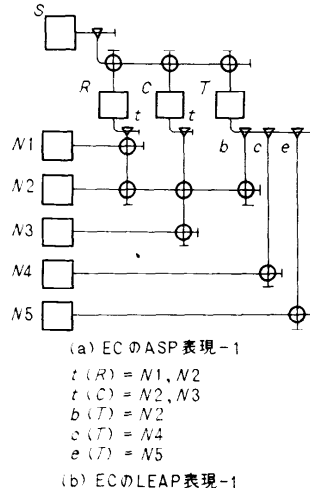 S
R C T
t t
N1
b c e
N2
N3
N4
N5
(a) ECのASP表現-1
t (R) = N1, N2
t (C) = N2, N3
b (T) = N2
c (T) = N4
e (T) = N5
(b) ECのLEAP表現-1